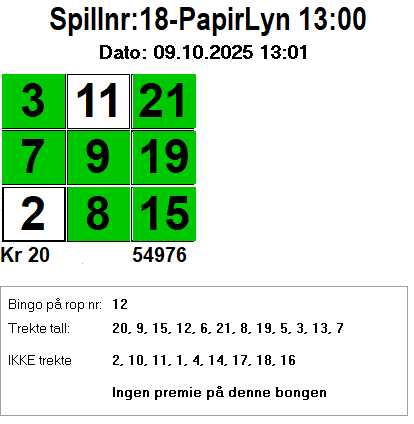 Spillnr:18-PapirLyn 13:00
Dato: 09.10.2025 13:01
3 11 21
7 9 19
2 8 15
Kr 20 54976
Bingo på rop nr: 12
Trekte tall: 20, 9, 15, 12, 6, 21, 8, 19, 5, 3, 13, 7
IKKE trekte 2, 10, 11, 1, 4, 14, 17, 18, 16
Ingen premie på denne bongen